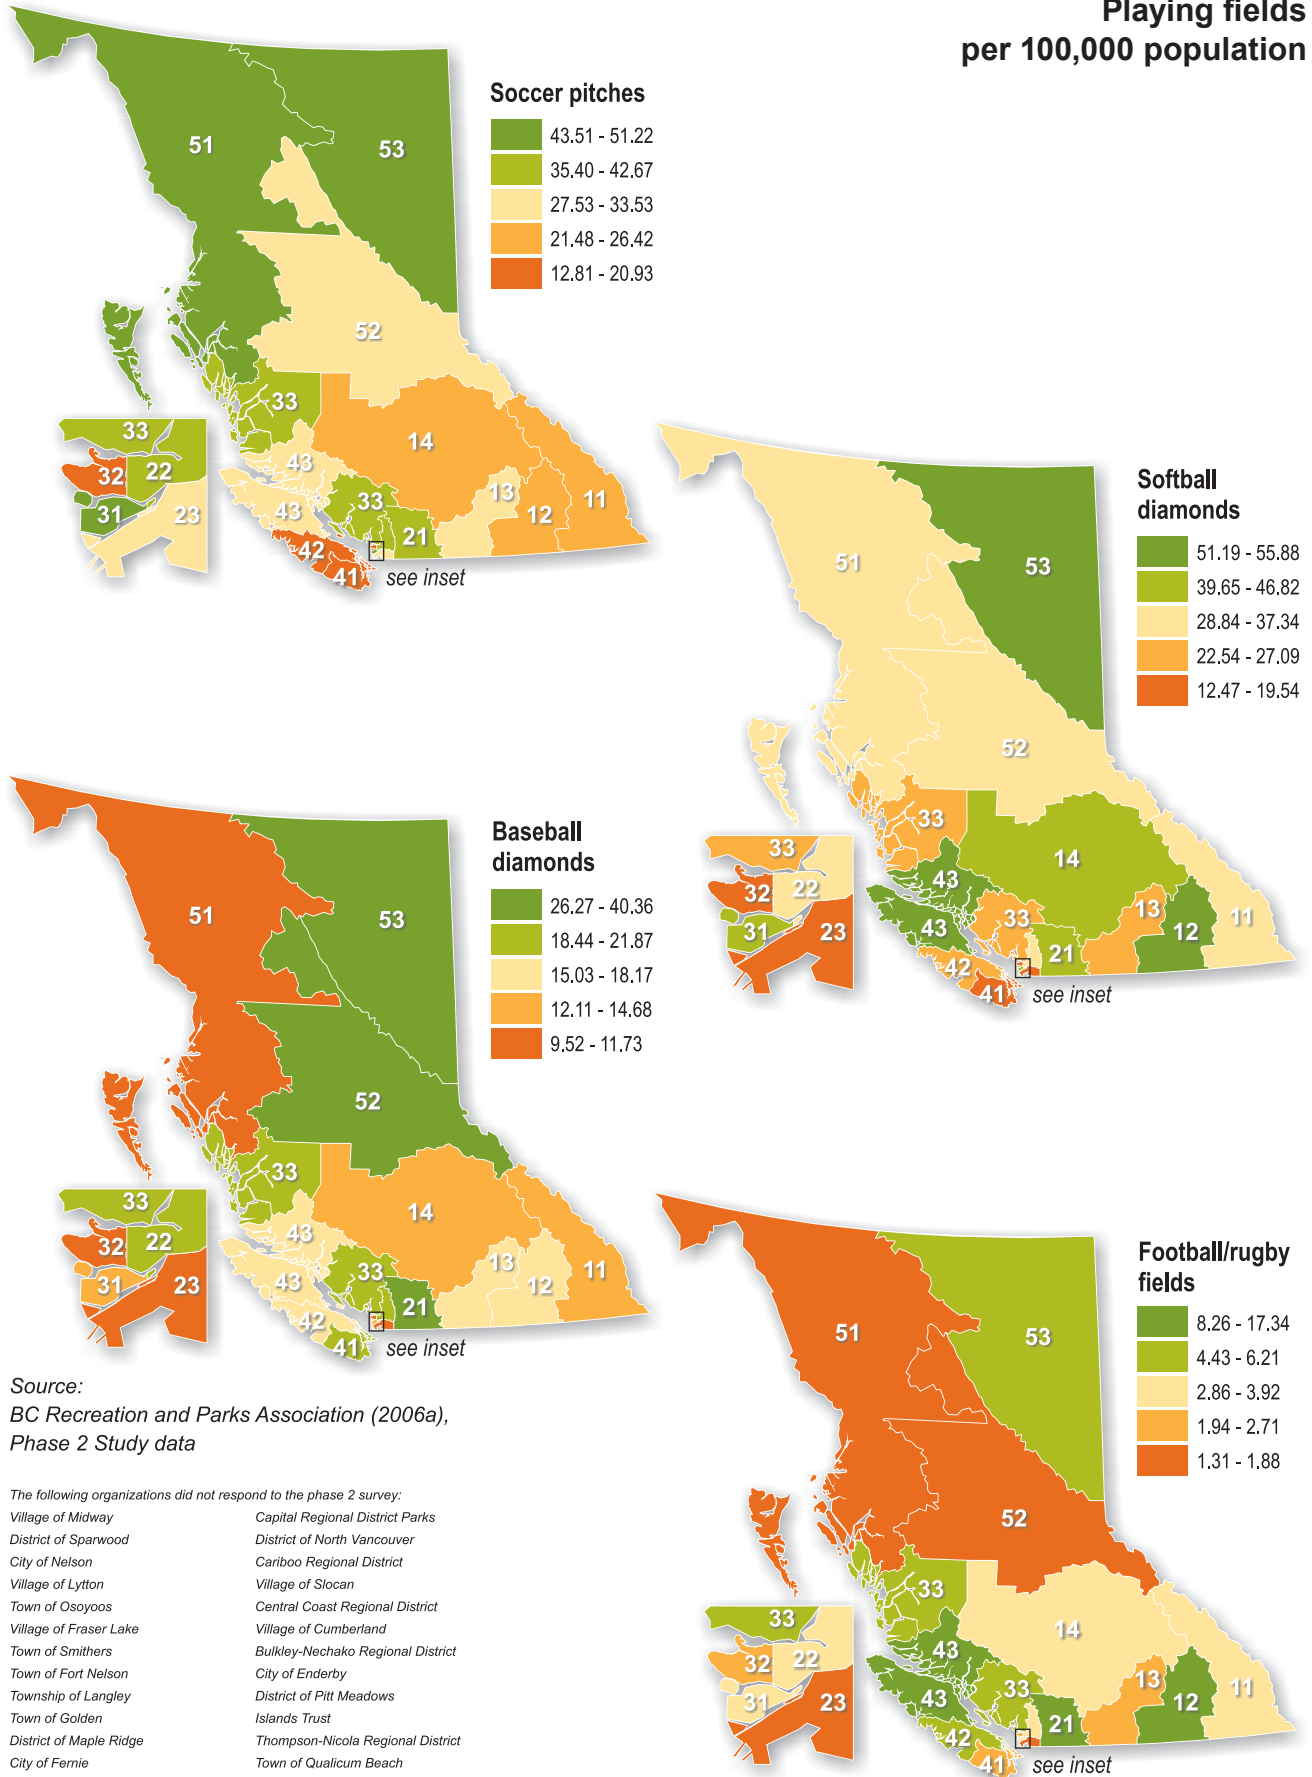 Playing fields
per 100,000 population
Soccer pitches
43.51 - 51.22
35.40 - 42.67
27.53 - 33.53
21.48 - 26.42
12.81 - 20.93
51
53
52
33
14
43
43
33
13
12
11
21
42
41
see inset
33
32
22
31
23
Softball
diamonds
51.19 - 55.88
39.65 - 46.82
28.84 - 37.34
22.54 - 27.09
12.47 - 19.54
51
53
52
33
14
43
43
33
13
12
11
21
42
41
see inset
33
32
22
31
23
Baseball
diamonds
26.27 - 40.36
18.44 - 21.87
15.03 - 18.17
12.11 - 14.68
9.52 - 11.73
51
53
52
33
14
43
43
33
13
12
11
21
42
41
see inset
33
32
22
31
23
Football/rugby
fields
8.26 - 17.34
4.43 - 6.21
2.86 - 3.92
1.94 - 2.71
1.31 - 1.88
51
53
52
33
14
43
43
33
13
12
11
21
42
41
see inset
33
32
22
31
23
Source:
BC Recreation and Parks Association (2006a),
Phase 2 Study data
The following organizations did not respond to the phase 2 survey:
Village of Midway
District of Sparwood
City of Nelson
Village of Lytton
Town of Osoyoos
Village of Fraser Lake
Town of Smithers
Town of Fort Nelson
Township of Langley
Town of Golden
District of Maple Ridge
City of Fernie
Capital Regional District Parks
District of North Vancouver
Cariboo Regional District
Village of Slocan
Central Coast Regional District
Village of Cumberland
Bulkley-Nechako Regional District
City of Enderby
District of Pitt Meadows
Islands Trust
Thompson-Nicola Regional District
Town of Qualicum Beach